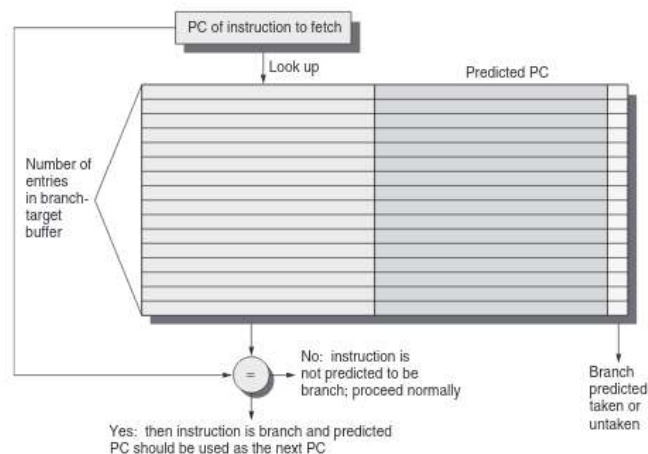 PC of instruction to fetch
Look up
Predicted PC
Number of
entries
in branch-
target
buffer
=
No: instruction is
not predicted to be
branch; proceed normally
Branch
predicted
taken or
untaken
Yes: then instruction is branch and predicted
PC should be used as the next PC